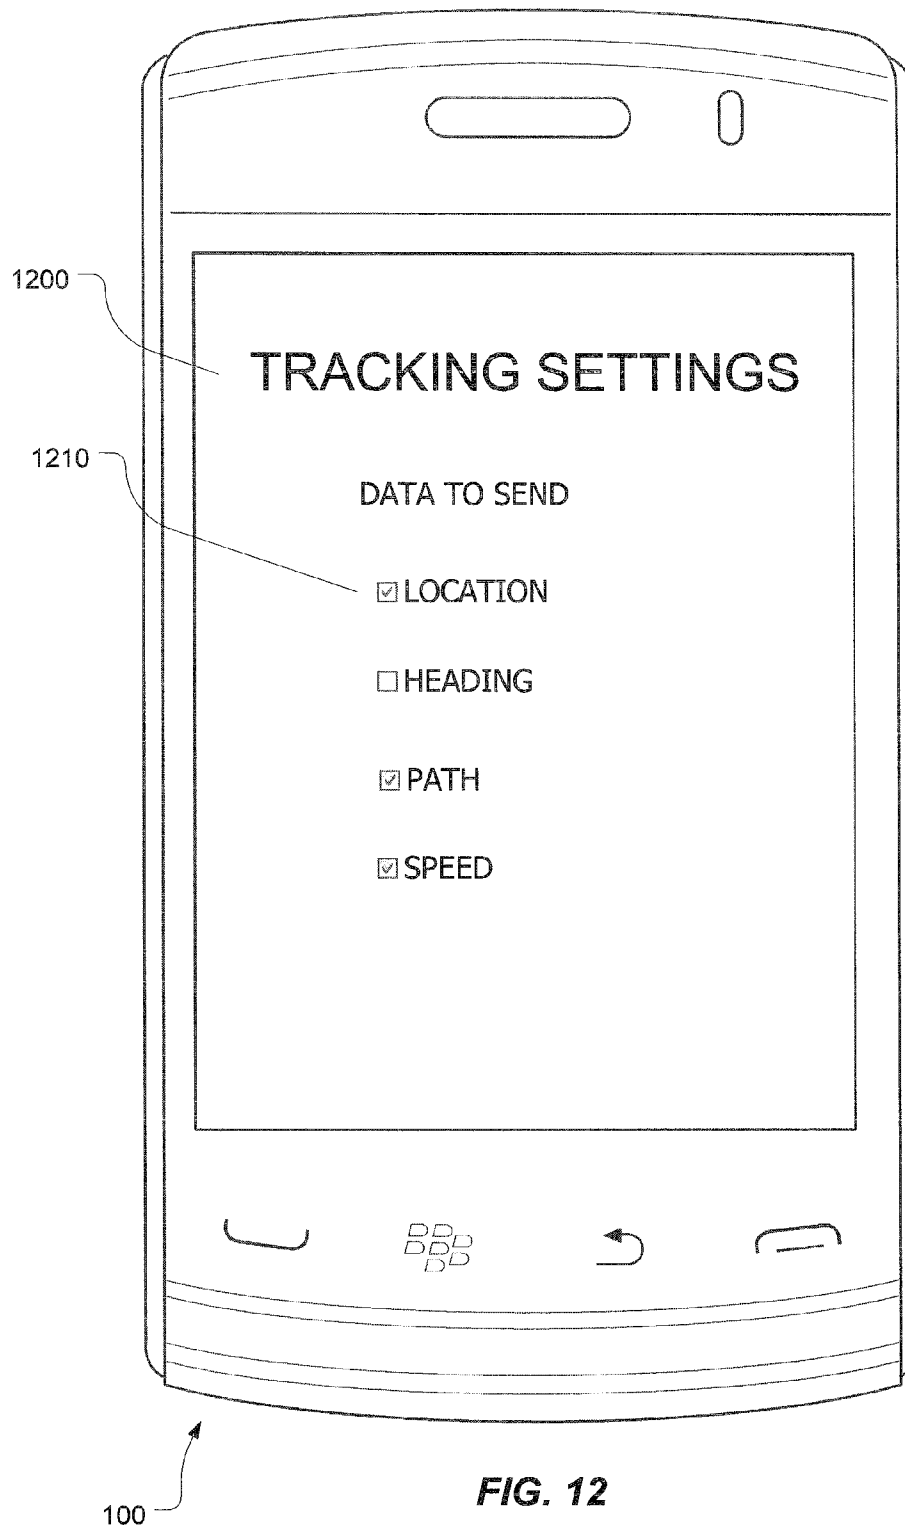 1200
TRACKING SETTINGS
1210
DATA TO SEND
LOCATION
HEADING
PATH
SPEED
100
FIG. 12